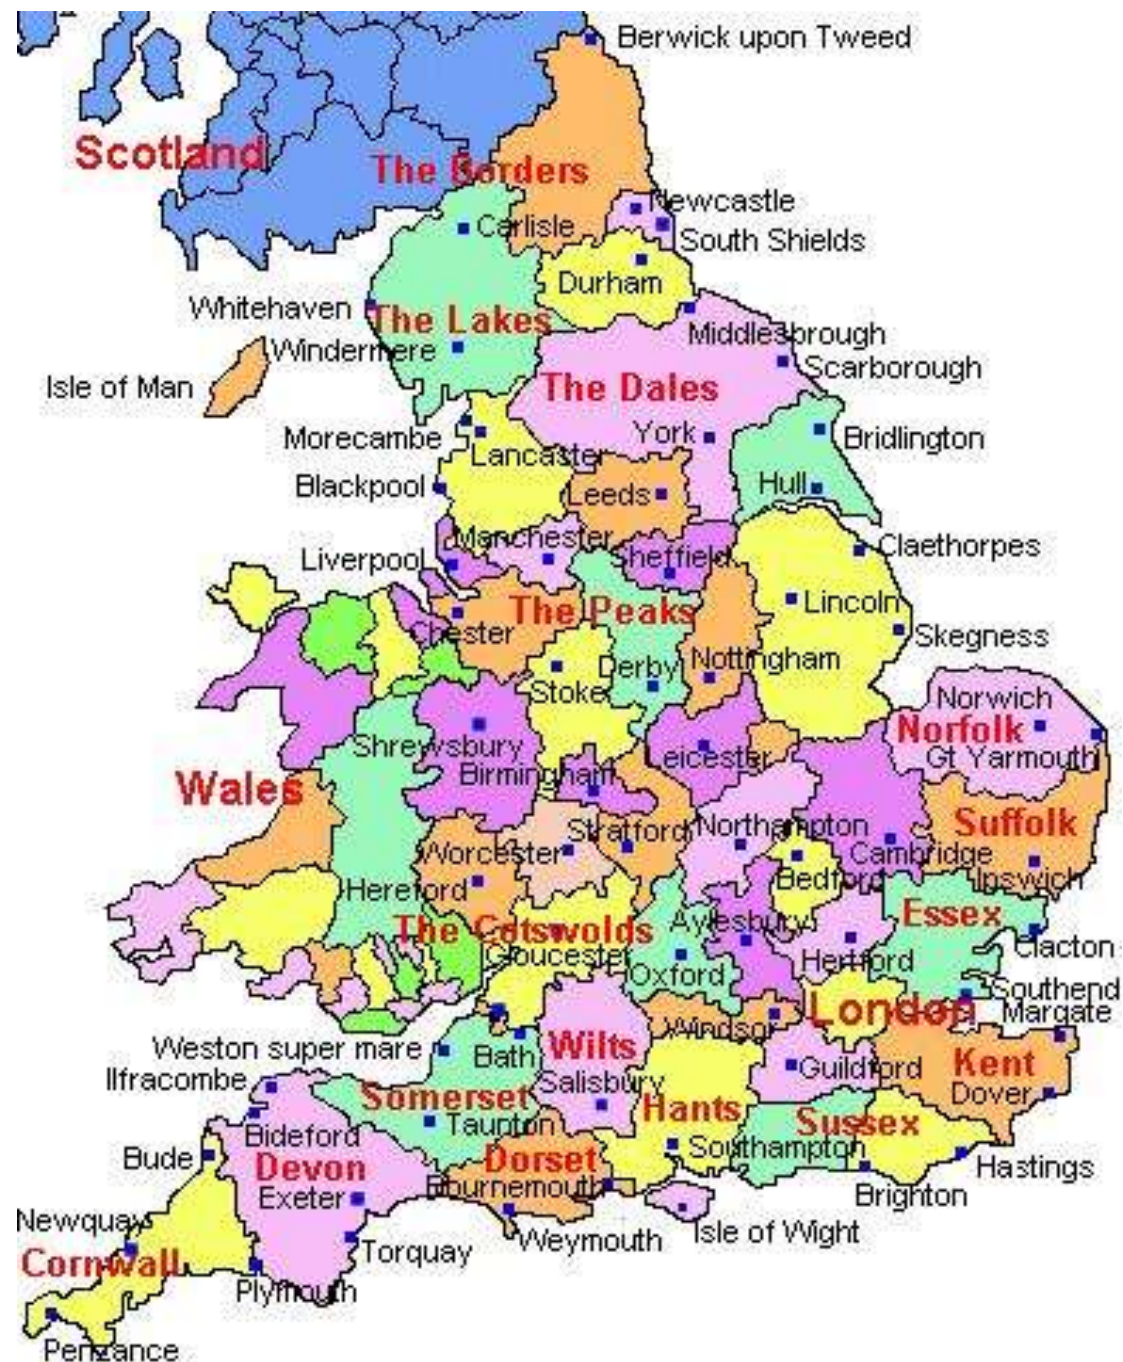 Berwick upon Tweed
Scotland
The Borders
Newcastle
Carlisle
South Shields
Durham
Whitehaven
The Lakes
Middlesbrough
Windermere
Scarborough
Isle of Man
The Dales
Morecambe
York
Bridlington
Lancaster
Blackpool
Leeds
Hull
Manchester
Claethorpes
Liverpool
Sheffield
The Peaks
Lincoln
Chester
Skegness
Derby
Nottingham
Stoke
Norwich
Norfolk
Shrewsbury
Leicester
Gt Yarmouth
Birmingham
Wales
Suffolk
Stratford
Northampton
Worcester
Cambridge
Hereford
Bedford
Ipswich
The Cotswolds
Aylesbury
Essex
Gloucester
Clacton
Oxford
Hertford
Southend
London
Margate
Windsor
Weston super mare
Bath
Wilts
Kent
Ilfracombe
Salisbury
Guildford
Somerset
Dover
Hants
Taunton
Sussex
Bideford
Southampton
Bude
Devon
Dorset
Hastings
Exeter
Bournemouth
Brighton
Newquay
Isle of Wight
Weymouth
Torquay
Cornwall
Plymouth
Penzance